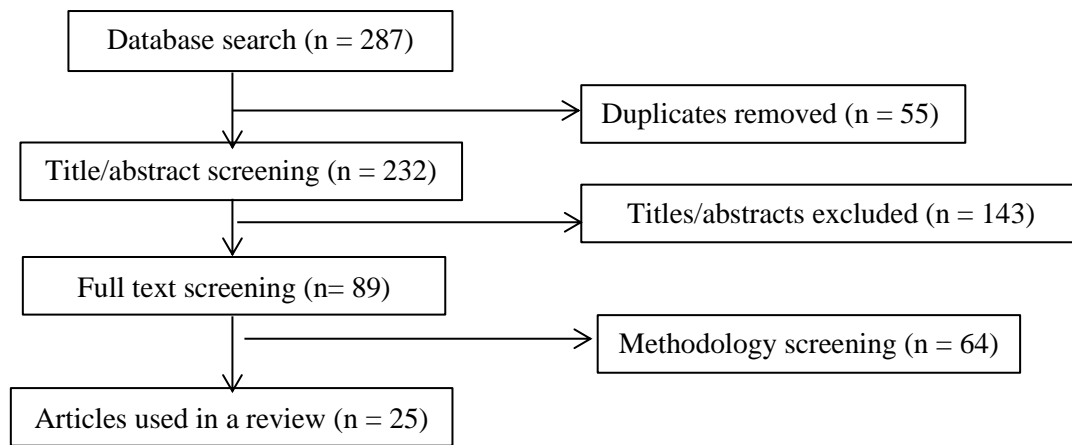 Database search (n = 287)
Duplicates removed (n = 55)
Title/abstract screening (n = 232)
Titles/abstracts excluded (n = 143)
Full text screening (n= 89)
Methodology screening (n = 64)
Articles used in a review (n = 25)